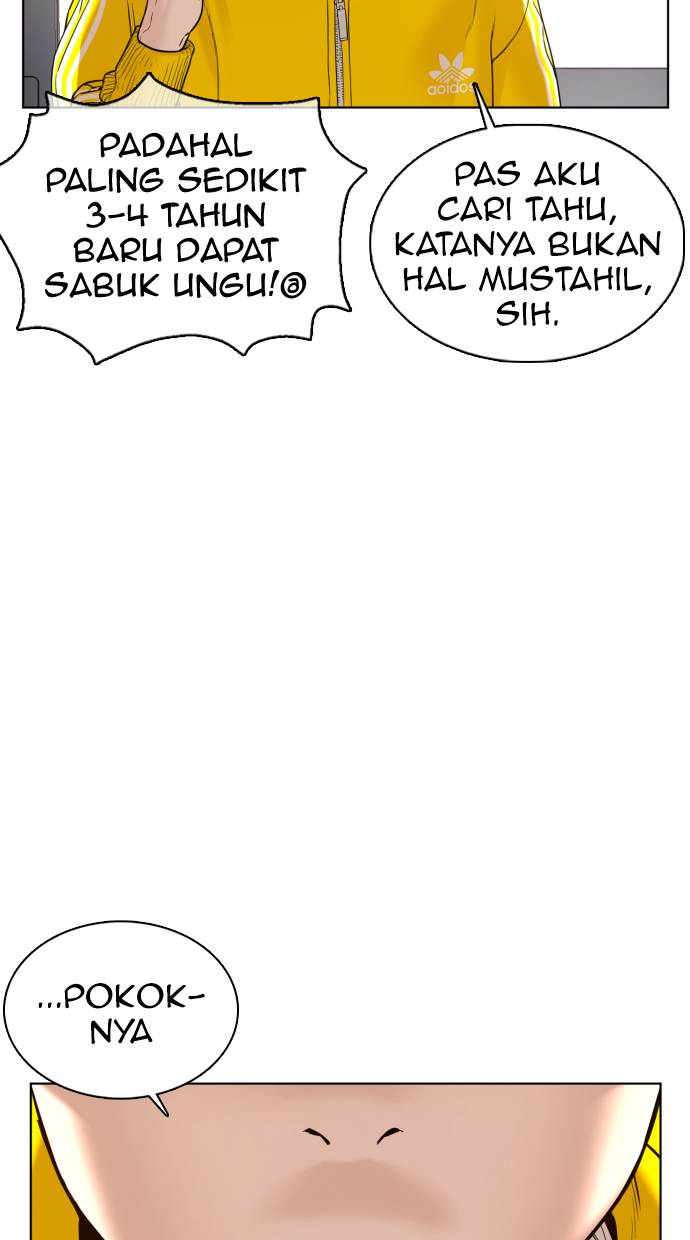 aoidos
PADAHAL
PALING SEDIKIT
3-4 TAHUN
BARU DAPAT
SABUK UNGU!@
PAS AKU
CARI TAHU,
KATANYA BUKAN
HAL MUSTAHIL,
SIH.
...POKOK-
NYA